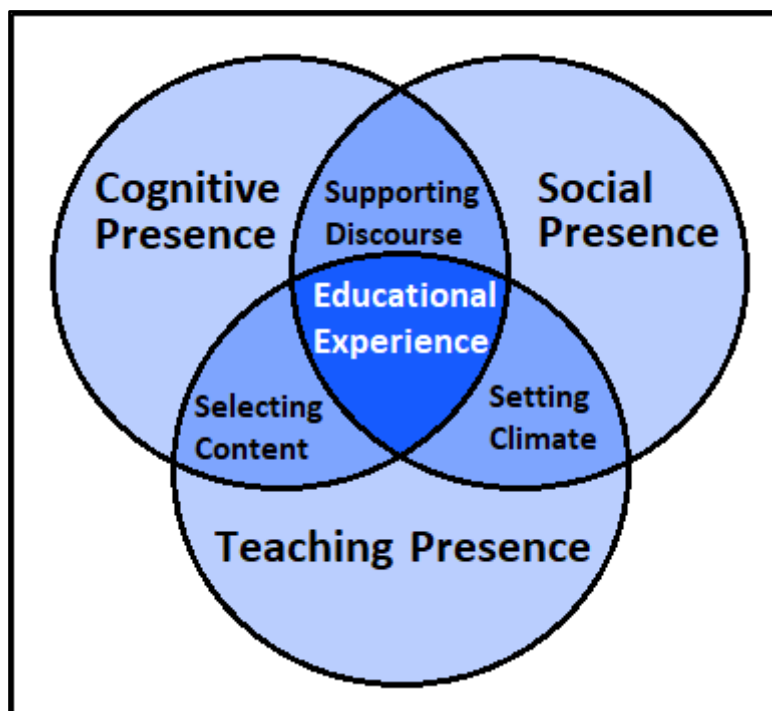 Cognitive
Presence
Supporting
Discourse
Social
Presence
Educational
Experience
Selecting
Content
Setting
Climate
Teaching Presence